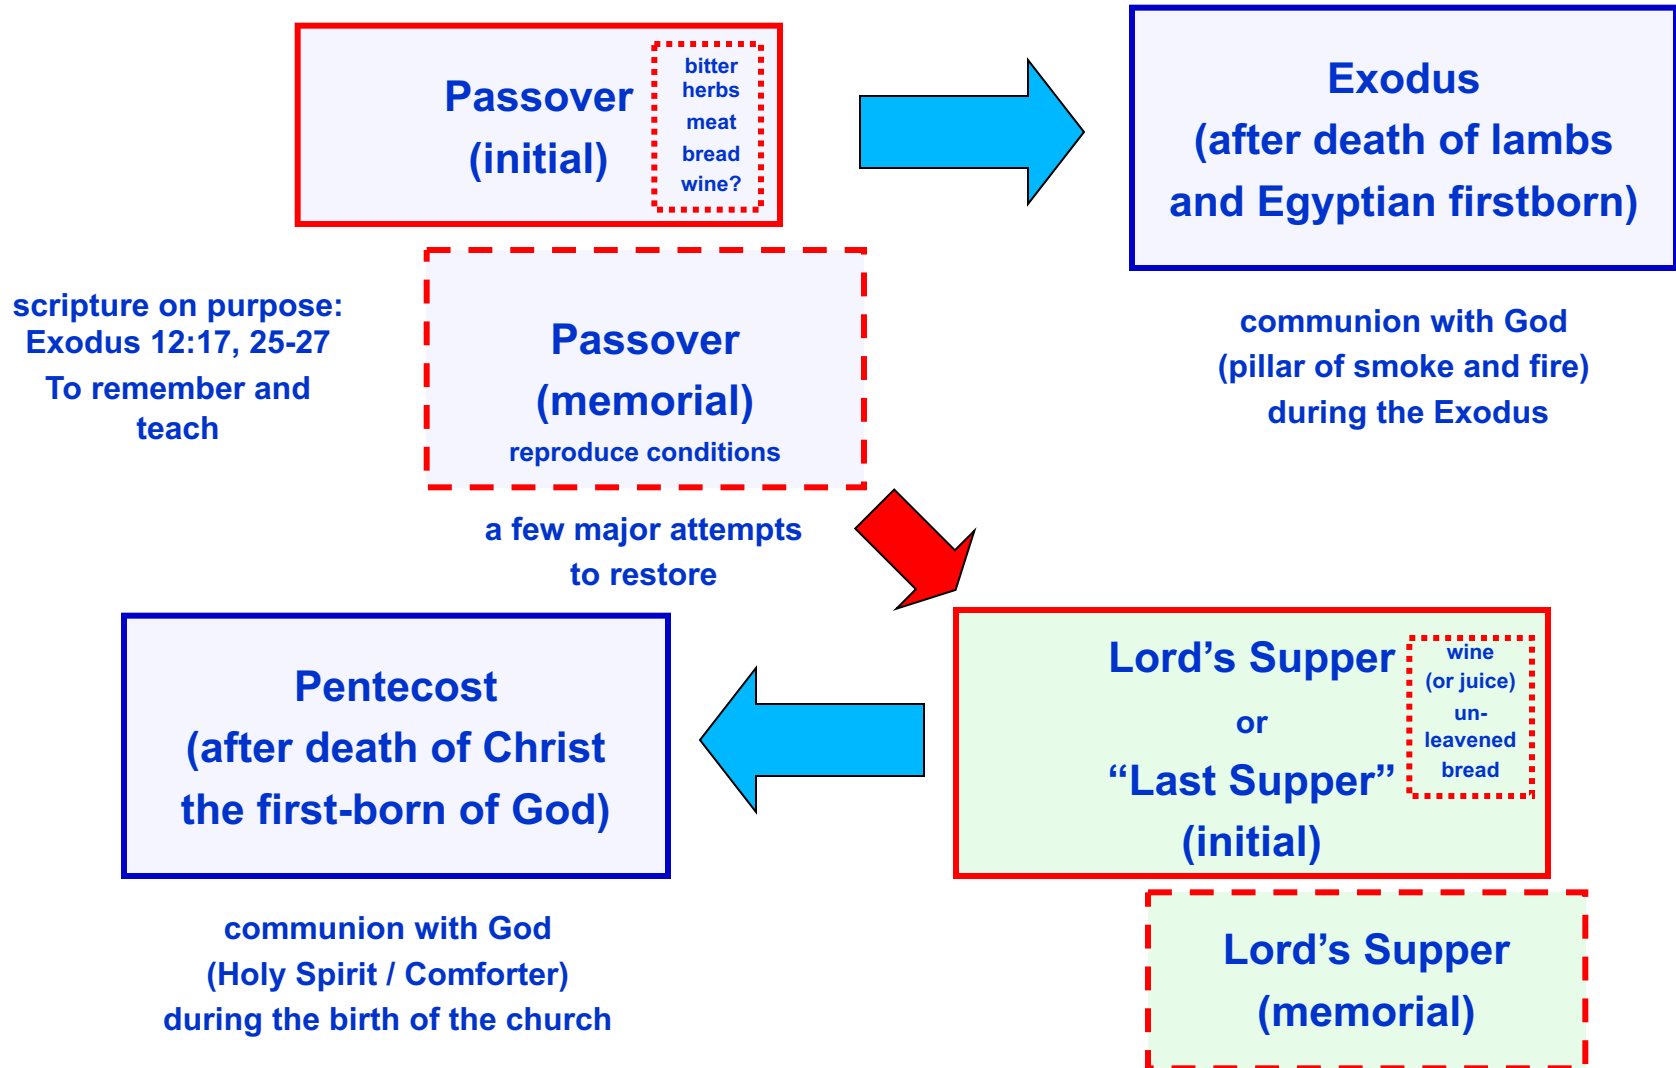 Passover
(initial)
bitter
herbs
meat
bread
wine?
Exodus
(after death of lambs
and Egyptian firstborn)
scripture on purpose:
Exodus 12:17, 25-27
To remember and
teach
Passover
(memorial)
reproduce conditions
communion with God
(pillar of smoke and fire)
during the Exodus
a few major attempts
to restore
Pentecost
(after death of Christ
the first-born of God)
Lord’s Supper
or
“Last Supper”
(initial)
wine
(or juice)
un-
leavened
bread
communion with God
(Holy Spirit / Comforter)
during the birth of the church
Lord’s Supper
(memorial)